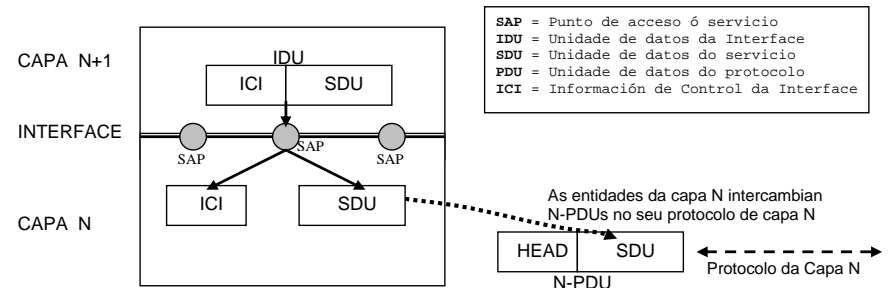 SAP = Punto de acceso ó servicio
IDU = Unidade de datos da Interface
SDU = Unidade de datos do servicio
PDU = Unidade de datos do protocolo
ICI = Información de Control da Interface
CAPA N+1
IDU
ICI SDU
INTERFACE
SAP SAP SAP
CAPA N
ICI SDU
As entidades da capa N intercambian
N-PDUs no seu protocolo de capa N
HEAD SDU
N-PDU
Protocolo da Capa N